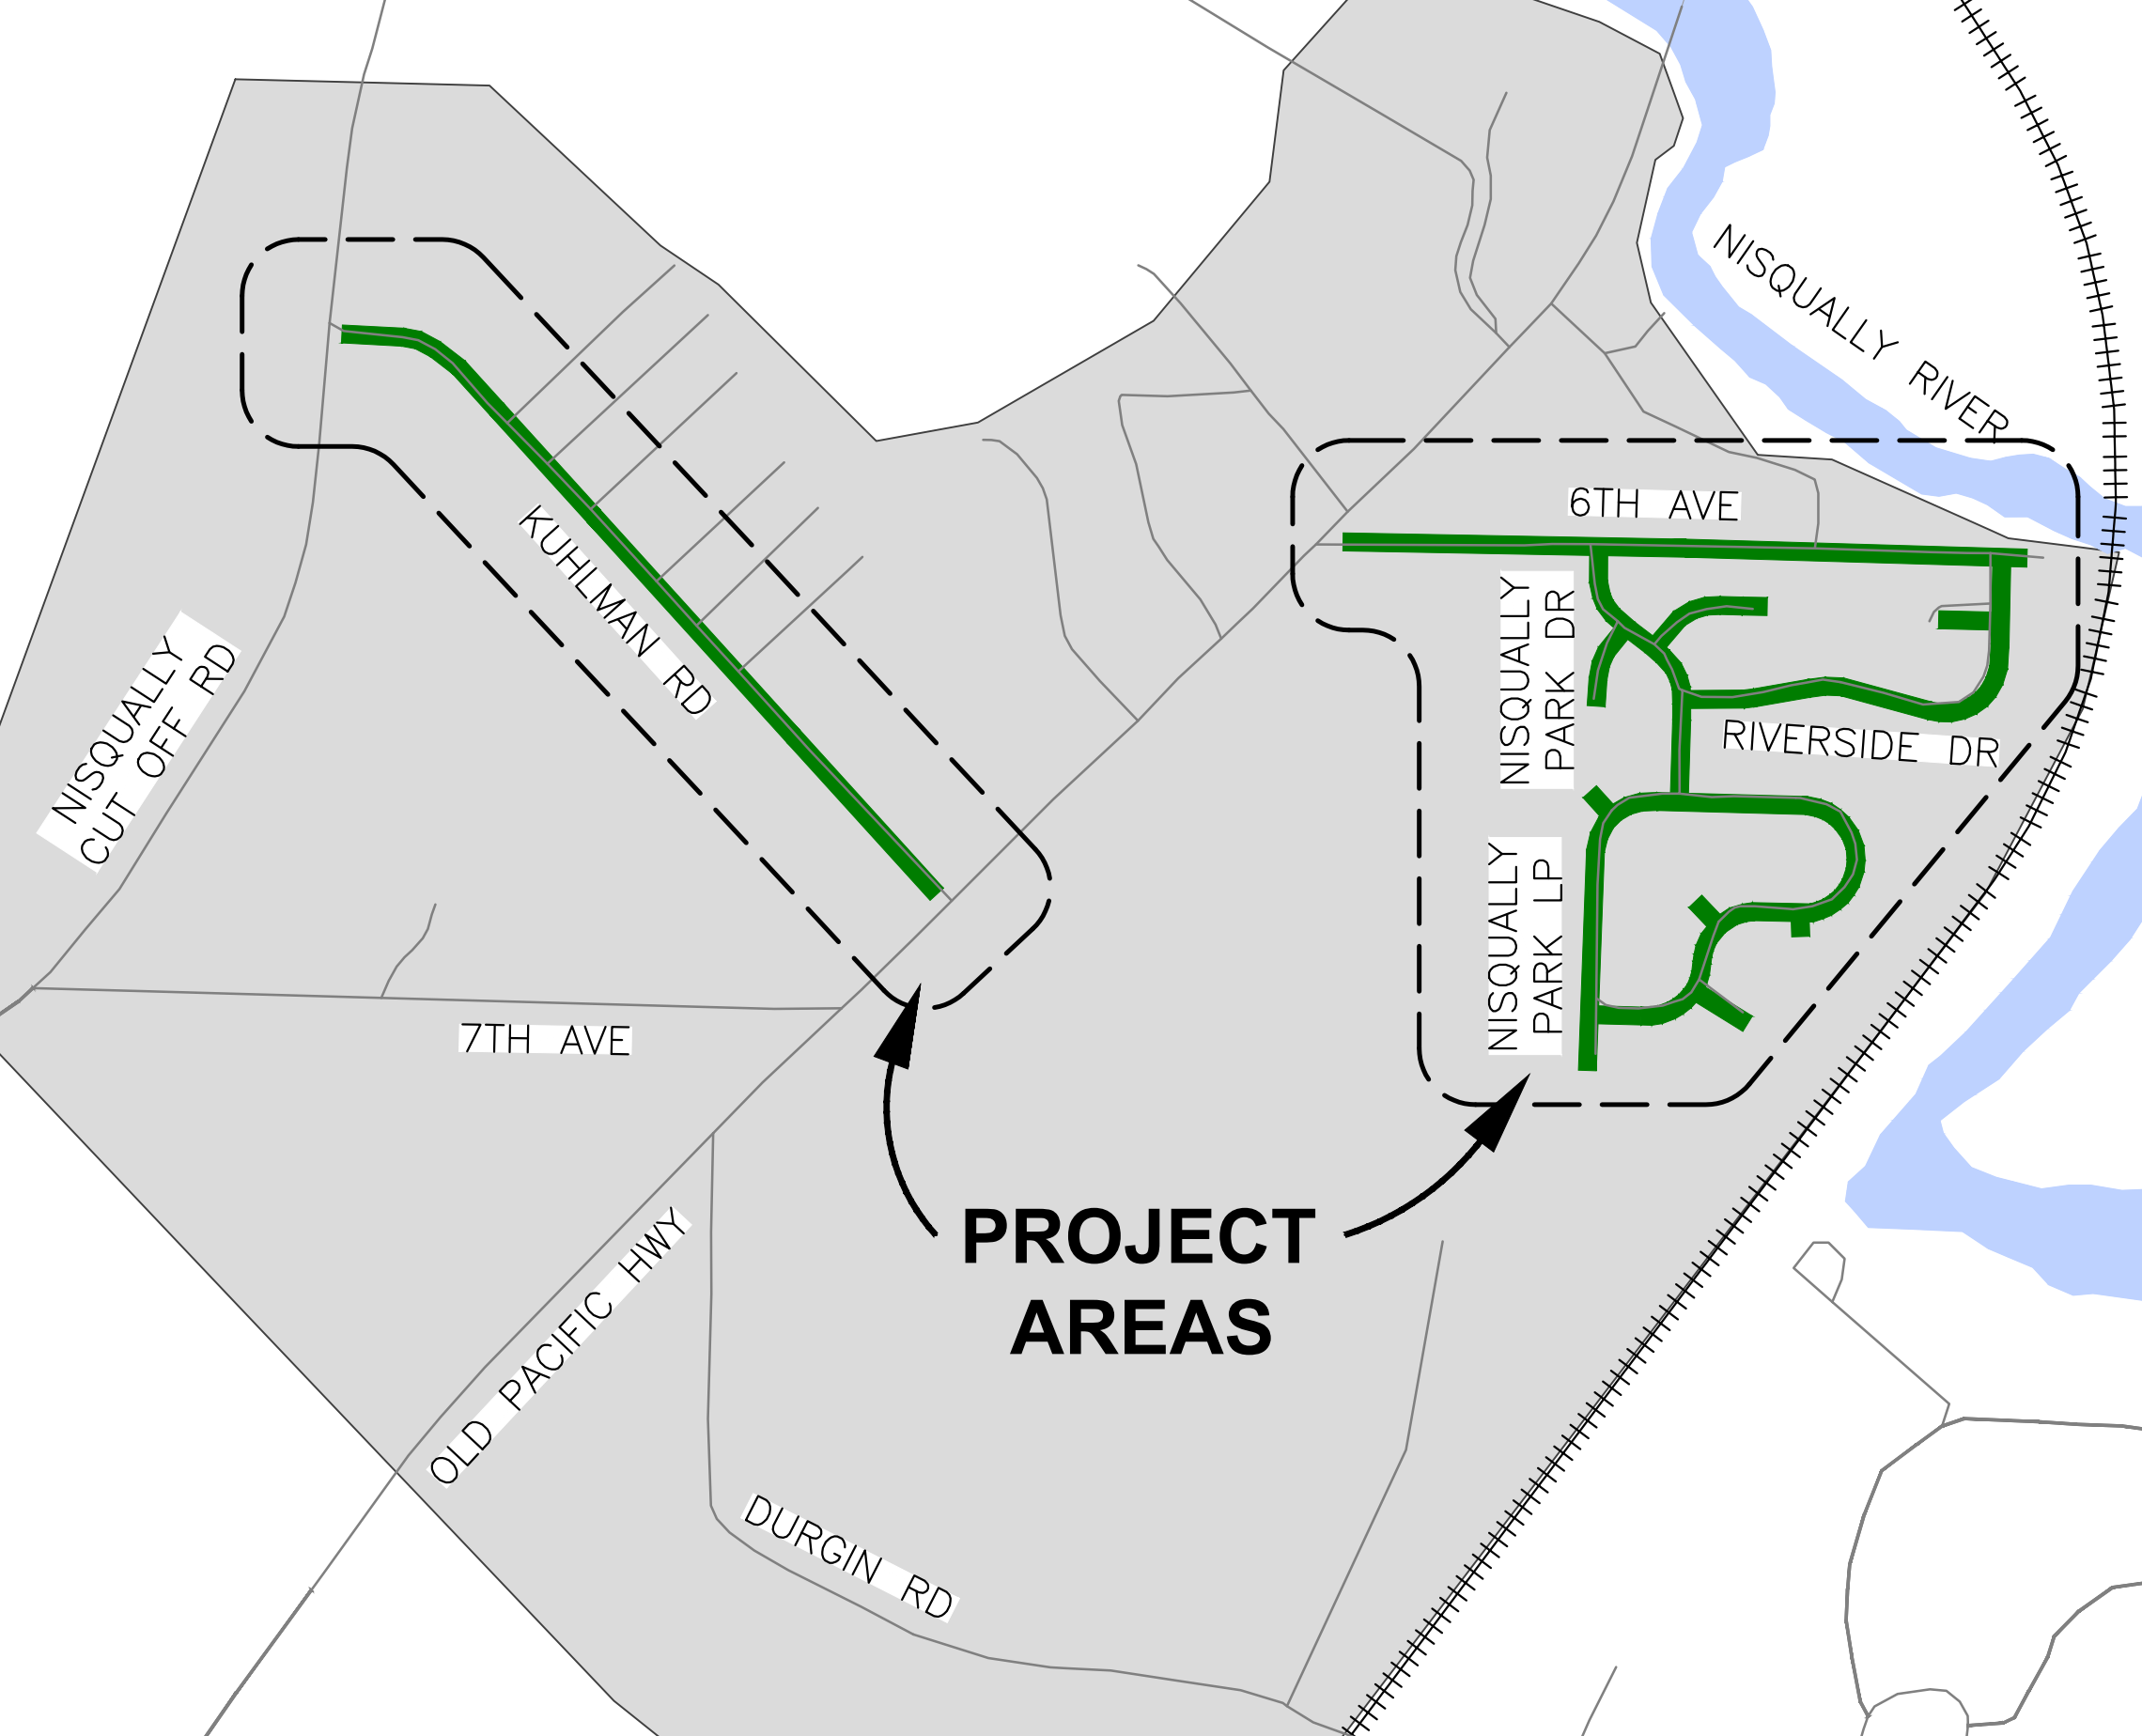 NISQUALLY RIVER
6TH AVE
KUHLMAN RD
NISQUALLY
PARK DR
NISQUALLY
CUT OFF RD
RIVERSIDE DR
NISQUALLY
PARK LP
7TH AVE
PROJECT
AREAS
OLD PACIFIC HWY
DURGIN RD